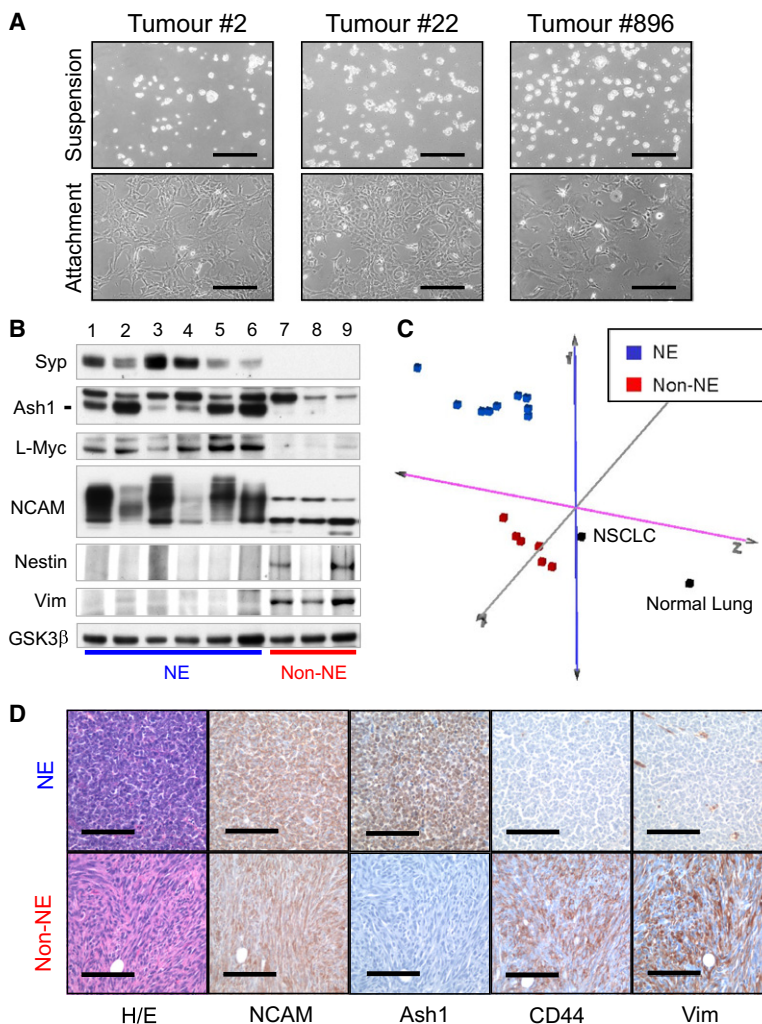 A
Tumour #2 Tumour #22 Tumour #896
Suspension
Attachment
B
1 2 3 4 5 6 7 8 9
Syp
Ash1
L-Myc
NCAM
Nestin
Vim
GSK3β
NE Non-NE
C
NE
Non-NE
Y
NSCLC
Z
Normal Lung
D
NE
Non-NE
H/E NCAM Ash1 CD44 Vim